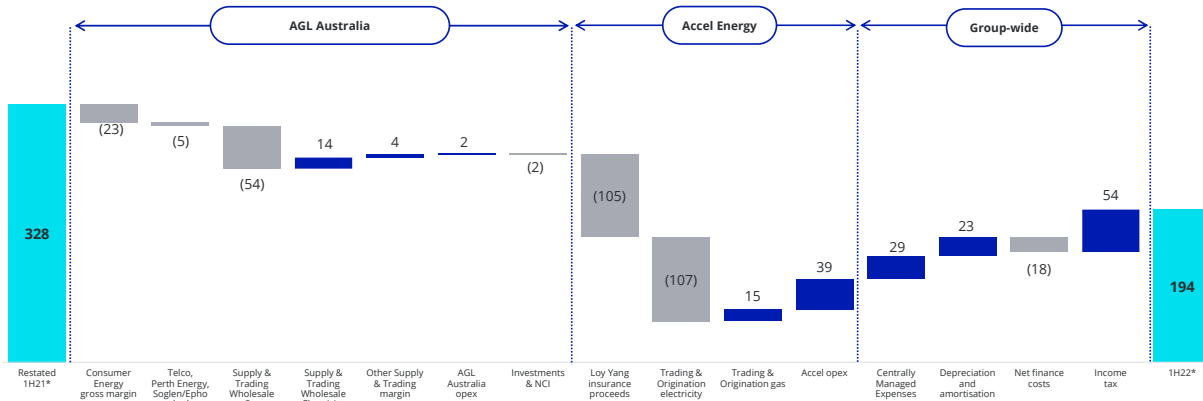 AGL Australia
Accel Energy
Group-wide
328
(23)
(5)
(54)
14
4
2
(2)
(105)
(107)
15
39
29
23
(18)
54
194
Restated
1H21*
Consumer
Energy
gross margin
Telco,
Perth Energy,
Soglen/Epho
Supply &
Trading
Wholesale
Supply &
Trading
Wholesale
Other Supply
& Trading
margin
AGL
Australia
opex
Investments
& NCI
Loy Yang
insurance
proceeds
Trading &
Origination
electricity
Trading &
Origination gas
Accel opex
Centrally
Managed
Expenses
Depreciation
and
amortisation
Net finance
costs
Income
tax
1H22*